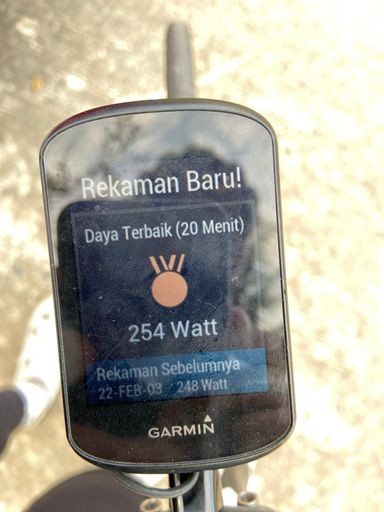 Rekaman Baru!
Daya Terbaik (20 Menit)
254 Watt
Rekaman Sebelumnya
22-FEB-03 248 Watt
GARMIN